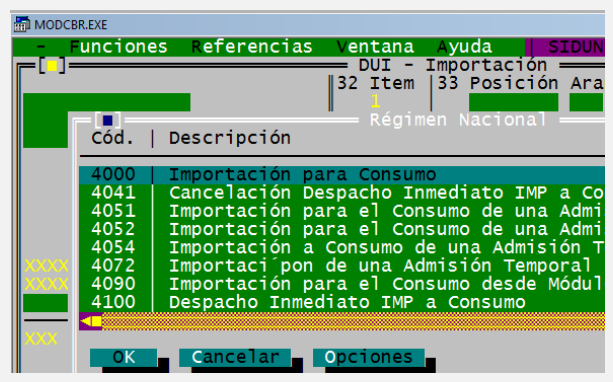 MODCBR.EXE
- Funciones Referencias Ventana Ayuda | SIDUN
DUI - Importación
32 Item 33 Posición Ara
1
Régimen Nacional
Cód. | Descripción
4000 | Importación para Consumo
4041 | Cancelación Despacho Inmediato IMP a Co
4051 | Importación para el Consumo de una Admi
4052 | Importación para el Consumo de una Admi
4054 | Importación a Consumo de una Admisión T
XXXX 4072 | Importaci´pon de una Admisión Temporal
XXXX 4090 | Importación para el Consumo desde Módul
4100 | Despacho Inmediato IMP a Consumo
XXX
OK Cancelar Opciones